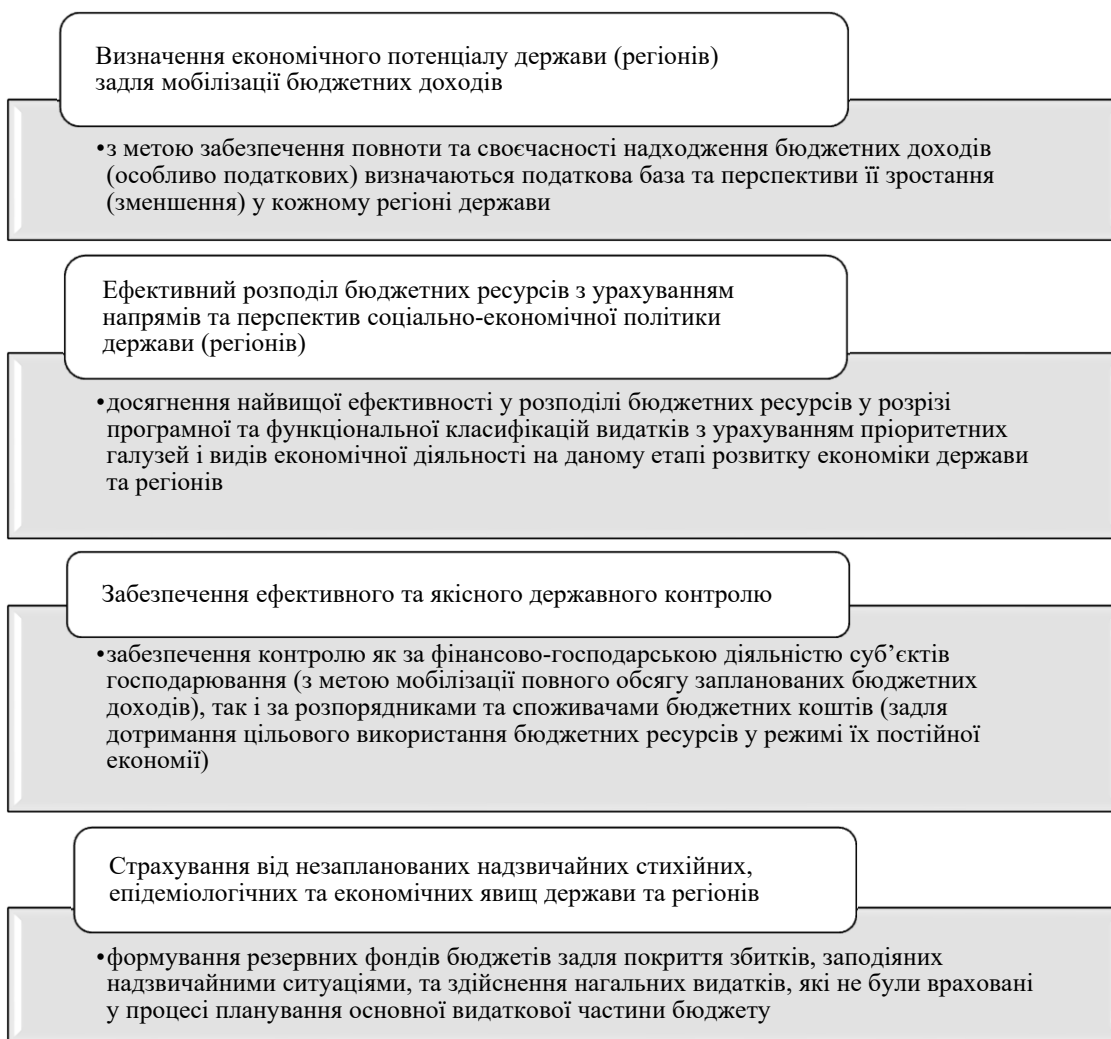 Визначення економічного потенціалу держави (регіонів)
задля мобілізації бюджетних доходів
•з метою забезпечення повноти та своєчасності надходження бюджетних доходів
(особливо податкових) визначаються податкова база та перспективи її зростання
(зменшення) у кожному регіоні держави
Ефективний розподіл бюджетних ресурсів з урахуванням
напрямів та перспектив соціально-економічної політики
держави (регіонів)
•досягнення найвищої ефективності у розподілі бюджетних ресурсів у розрізі
програмної та функціональної класифікацій видатків з урахуванням пріоритетних
галузей і видів економічної діяльності на даному етапі розвитку економіки держави
та регіонів
Забезпечення ефективного та якісного державного контролю
•забезпечення контролю як за фінансово-господарською діяльністю суб’єктів
господарювання (з метою мобілізації повного обсягу запланованих бюджетних
доходів), так і за розпорядниками та споживачами бюджетних коштів (задля
дотримання цільового використання бюджетних ресурсів у режимі їх постійної
економії)
Страхування від незапланованих надзвичайних стихійних,
епідеміологічних та економічних явищ держави та регіонів
•формування резервних фондів бюджетів задля покриття збитків, заподіяних
надзвичайними ситуаціями, та здійснення нагальних видатків, які не були враховані
у процесі планування основної видаткової частини бюджету